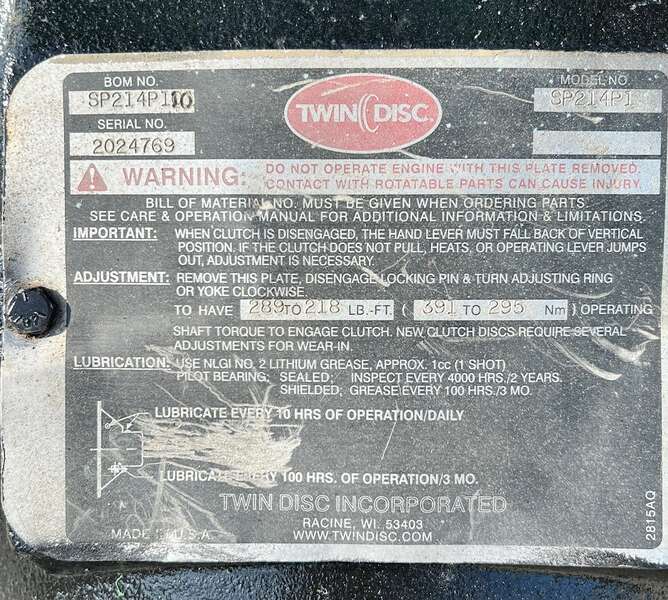 BOM NO.
SP214P110
MODEL NO.
SP214P1
TWIN DISC
SERIAL NO.
2024769
WARNING: DO NOT OPERATE ENGINE WITH THIS PLATE REMOVED.
CONTACT WITH ROTATABLE PARTS CAN CAUSE INJURY
BILL OF MATERIAL NO. MUST BE GIVEN WHEN ORDERING PARTS
SEE CARE & OPERATION MANUAL FOR ADDITIONAL INFORMATION & LIMITATIONS
IMPORTANT: WHEN CLUTCH IS DISENGAGED, THE HAND LEVER MUST FALL BACK OF VERTICAL
POSITION. IF THE CLUTCH DOES NOT PULL, HEATS, OR OPERATING LEVER JUMPS
OUT, ADJUSTMENT IS NECESSARY.
ADJUSTMENT: REMOVE THIS PLATE, DISENGAGE LOCKING PIN & TURN ADJUSTING RING
OR YOKE CLOCKWISE.
TO HAVE 289 TO 218 LB.-FT. ( 391 TO 295 Nm ) OPERATING
SHAFT TORQUE TO ENGAGE CLUTCH. NEW CLUTCH DISCS REQUIRE SEVERAL
ADJUSTMENTS FOR WEAR-IN.
LUBRICATION: USE NLGI NO. 2 LITHIUM GREASE, APPROX. 1cc (1 SHOT)
PILOT BEARING: SEALED; INSPECT EVERY 4000 HRS./2 YEARS.
SHIELDED; GREASE EVERY 100 HRS./3 MO.
LUBRICATE EVERY 10 HRS OF OPERATION/DAILY
LUBRICATE EVERY 100 HRS. OF OPERATION/3 MO.
TWIN DISC INCORPORATED
RACINE, WI. 53403
MADE IN U.S.A.
WWW.TWINDISC.COM
2815AQ